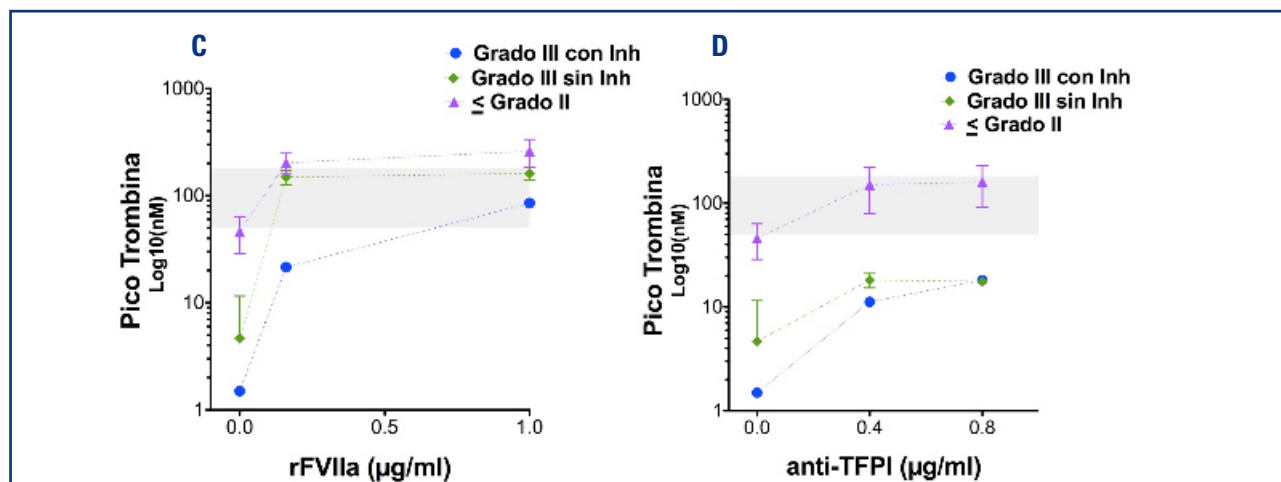 C
Grado III con Inh
Grado III sin Inh
≤ Grado II
1000
100
10
1
Pico Trombina
Log10(nM)
0.0 0.5 1.0
rFVIIa (µg/ml)
D
Grado III con Inh
Grado III sin Inh
≤ Grado II
1000
100
10
1
Pico Trombina
Log10(nM)
0.0 0.4 0.8
anti-TFPI (µg/ml)